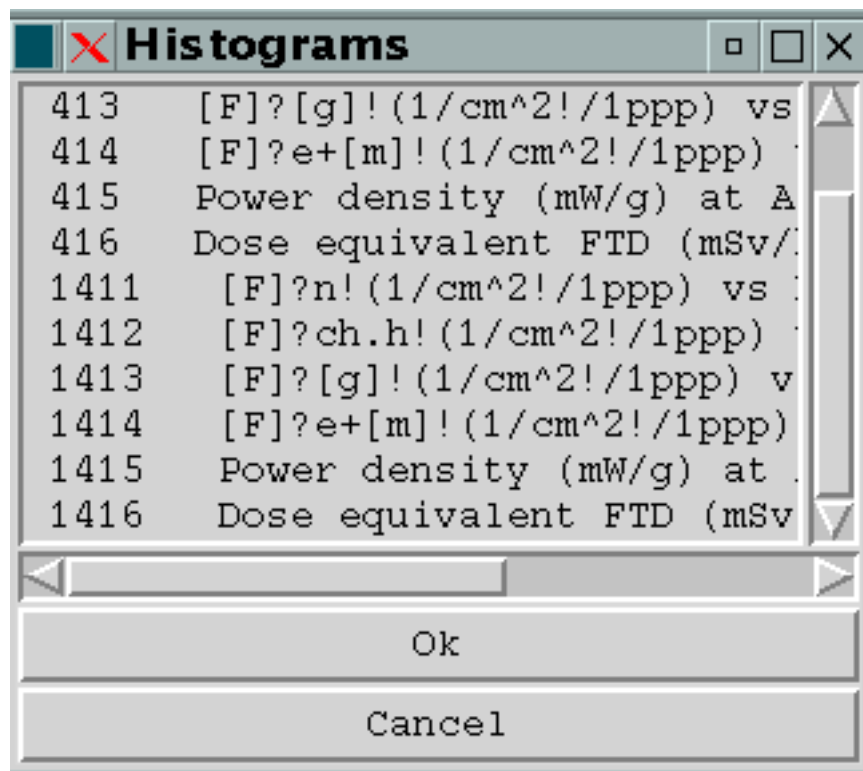 Histograms
413 [F]?[g]!(1/cm^2!/1ppp) vs
414 [F]?e+[m]!(1/cm^2!/1ppp)
415 Power density (mW/g) at A
416 Dose equivalent FTD (mSv/
1411 [F]?n!(1/cm^2!/1ppp) vs
1412 [F]?ch.h!(1/cm^2!/1ppp)
1413 [F]?[g]!(1/cm^2!/1ppp) v
1414 [F]?e+[m]!(1/cm^2!/1ppp)
1415 Power density (mW/g) at
1416 Dose equivalent FTD (mSv
Ok
Cancel